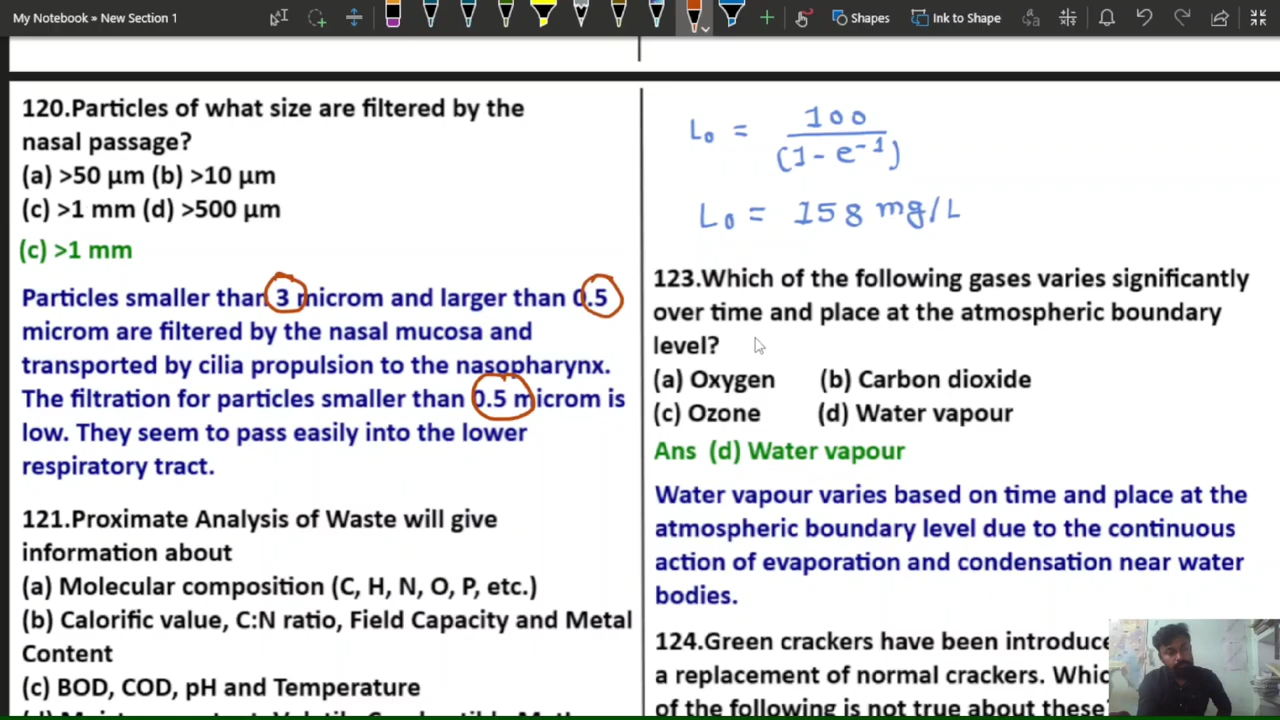 My Notebook » New Section 1
Shapes
Ink to Shape
120.Particles of what size are filtered by the
nasal passage?
(a) >50 µm (b) >10 µm
(c) >1 mm (d) >500 µm
(c) >1 mm
Particles smaller than 3 microm and larger than 0.5
microm are filtered by the nasal mucosa and
transported by cilia propulsion to the nasopharynx.
The filtration for particles smaller than 0.5 microm is
low. They seem to pass easily into the lower
respiratory tract.
121.Proximate Analysis of Waste will give
information about
(a) Molecular composition (C, H, N, O, P, etc.)
(b) Calorific value, C:N ratio, Field Capacity and Metal
Content
(c) BOD, COD, pH and Temperature
L₀ = 100
(1 - e⁻¹)
L₀ = 158 mg/L
123.Which of the following gases varies significantly
over time and place at the atmospheric boundary
level?
(a) Oxygen (b) Carbon dioxide
(c) Ozone (d) Water vapour
Ans (d) Water vapour
Water vapour varies based on time and place at the
atmospheric boundary level due to the continuous
action of evaporation and condensation near water
bodies.
124.Green crackers have been introduce
a replacement of normal crackers. Whic
of the following is not true about these?